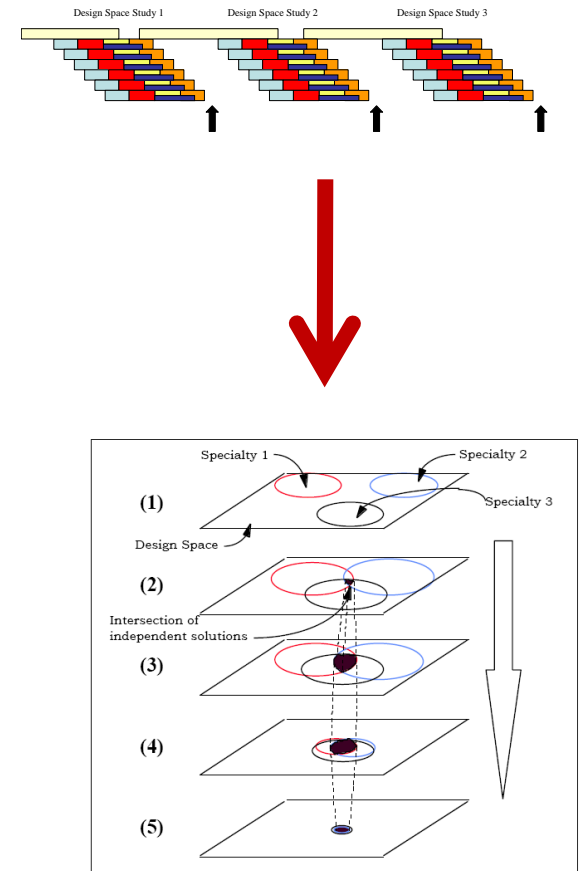 Design Space Study 1
Design Space Study 2
Design Space Study 3
Specialty 1
Specialty 2
(1)
Specialty 3
Design Space
(2)
Intersection of
independent solutions
(3)
(4)
(5)